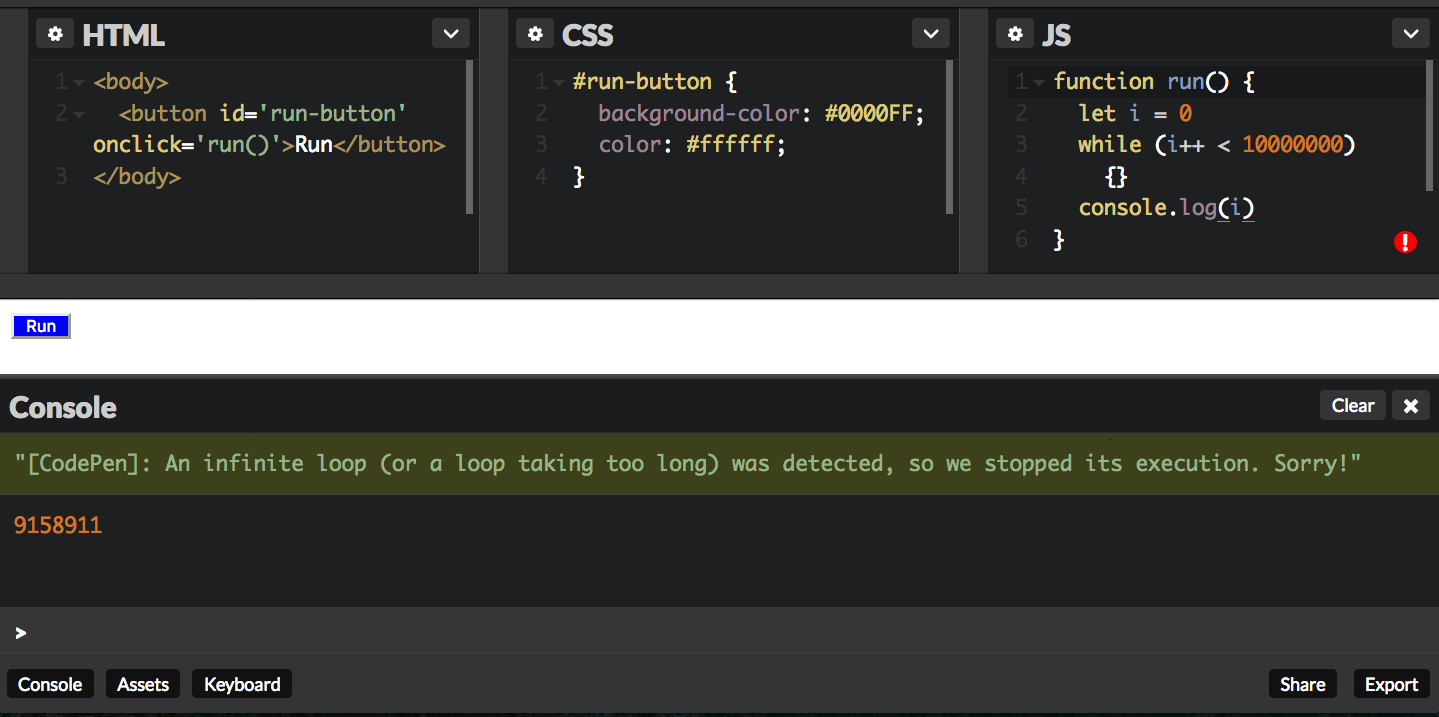 HTML
1 <body>
2 <button id='run-button'
onclick='run()'>Run</button>
3 </body>
CSS
1 #run-button {
2 background-color: #0000FF;
3 color: #ffffff;
4 }
JS
1 function run() {
2 let i = 0
3 while (i++ < 10000000)
4 {}
5 console.log(i)
6 }
!
Run
Console
Clear ×
"[CodePen]: An infinite loop (or a loop taking too long) was detected, so we stopped its execution. Sorry!"
9158911
>
Console Assets Keyboard Share Export